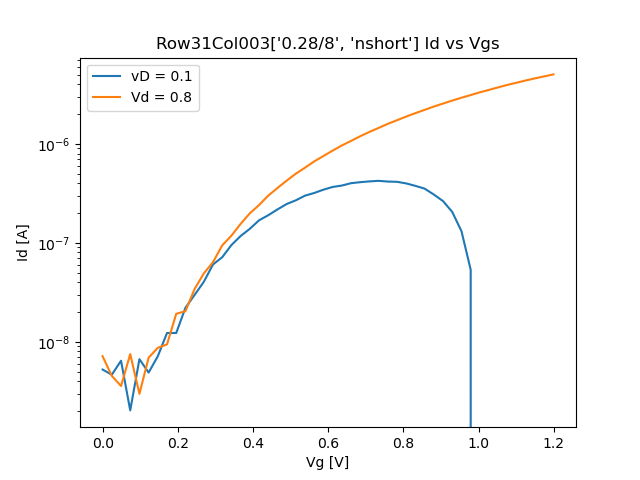 Row31Col003['0.28/8', 'nshort'] Id vs Vgs
vD = 0.1
Vd = 0.8
Id [A]
10⁻⁶
10⁻⁷
10⁻⁸
0.0 0.2 0.4 0.6 0.8 1.0 1.2
Vg [V]